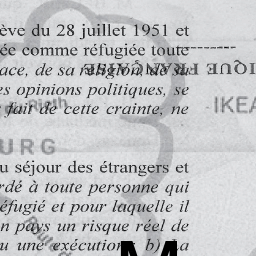 ève du 28 juillet 1951 et
ée comme réfugiée toute
ace, de sa religion, de sa
es opinions politiques, se
fait de cette crainte, ne
IKEA
URG
u séjour des étrangers et
rdé à toute personne qui
éfugié et pour laquelle il
n pays un risque réel de
u une exécution; b) La
M